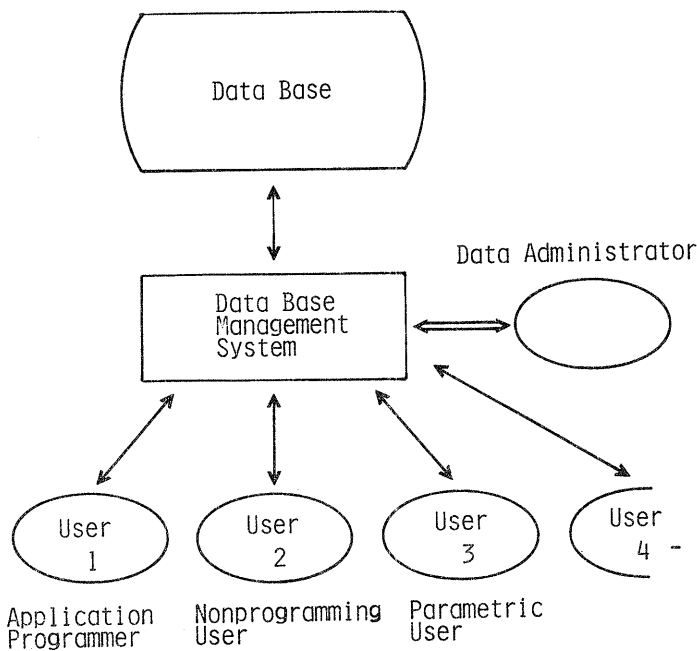 Data Base
Data Administrator
Data Base
Management
System
User
1
User
2
User
3
User
4 -
Application
Programmer
Nonprogramming
User
Parametric
User